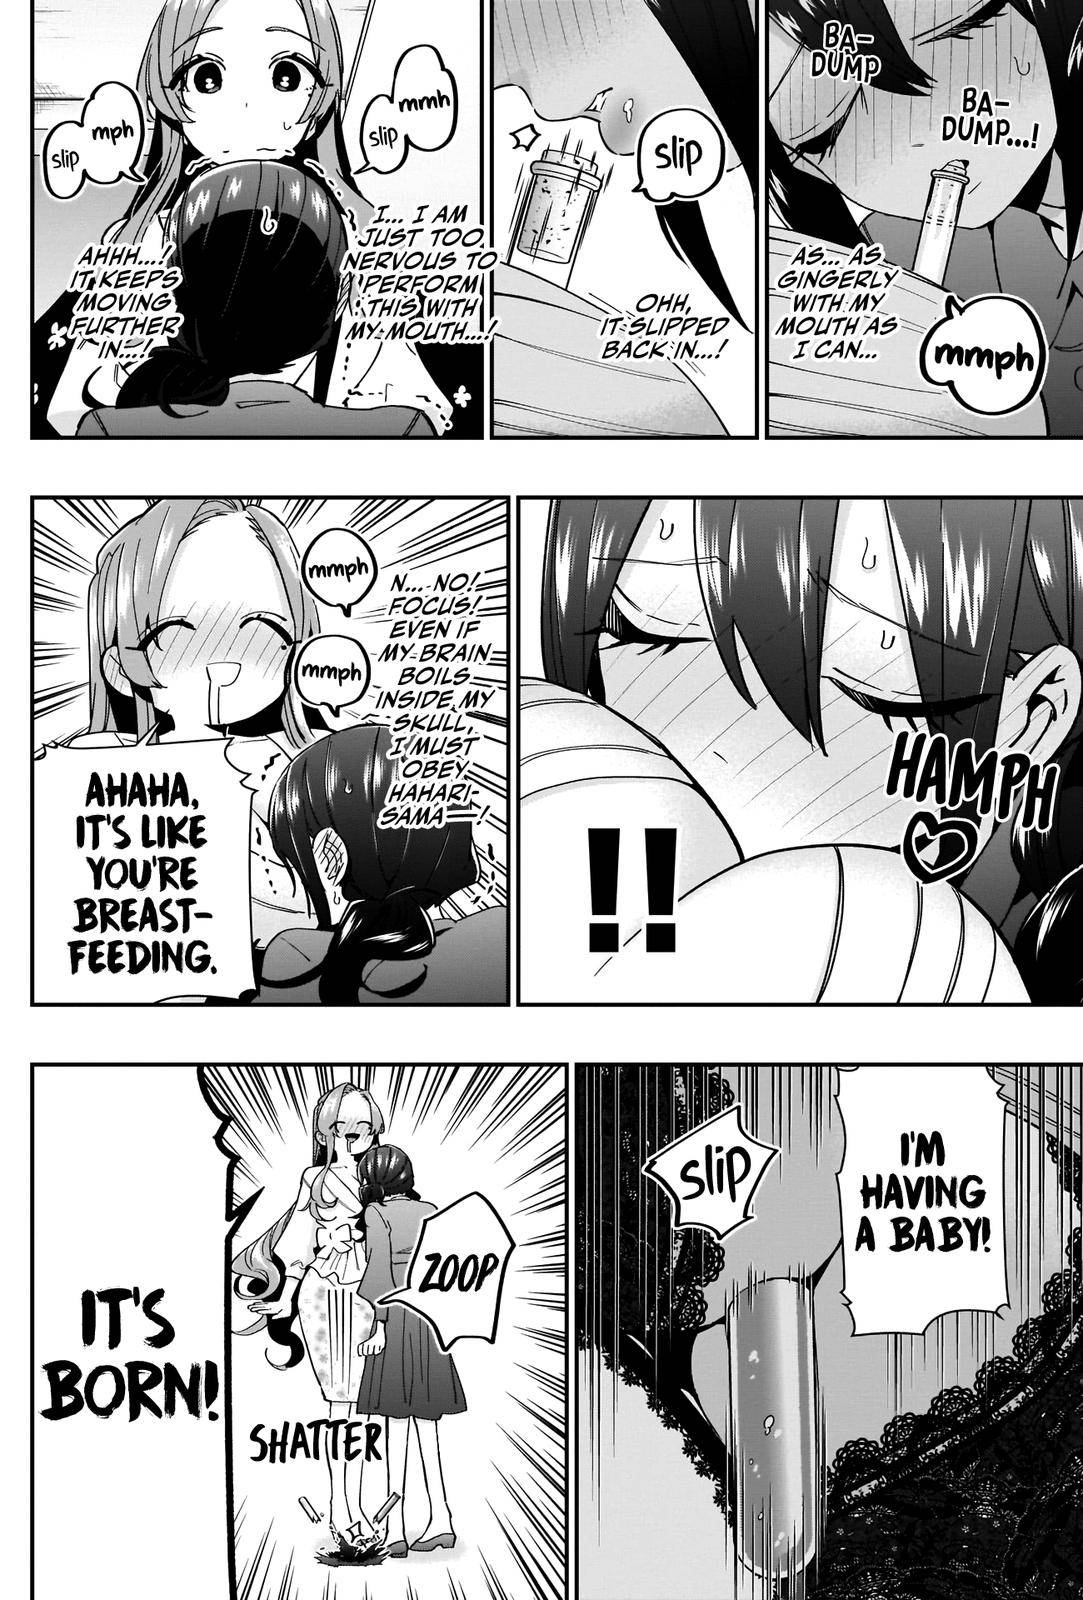 BA-
DUMP
BA-
DUMP...!
AS... AS
GINGERLY
WITH MY
MOUTH AS
I CAN...
mmph
slip
OHH,
IT SLIPPED
BACK IN...!
mmh
slip
I... I AM
JUST TOO
NERVOUS TO
PERFORM
THIS WITH
MY MOUTH...!
mph
slip
AHHH...!
IT KEEPS
MOVING
FURTHER
IN...!
HAMPH
!!
mmph
mmph
N... NO!
FOCUS!
EVEN IF
MY BRAIN
BOILS
INSIDE MY
SKULL,
I MUST
OBEY
HAHARI-
SAMA—!
AHAHA,
IT'S LIKE
YOU'RE
BREAST-
FEEDING.
I'M
HAVING
A BABY!
slip
ZOOP
SHATTER
IT'S
BORN!